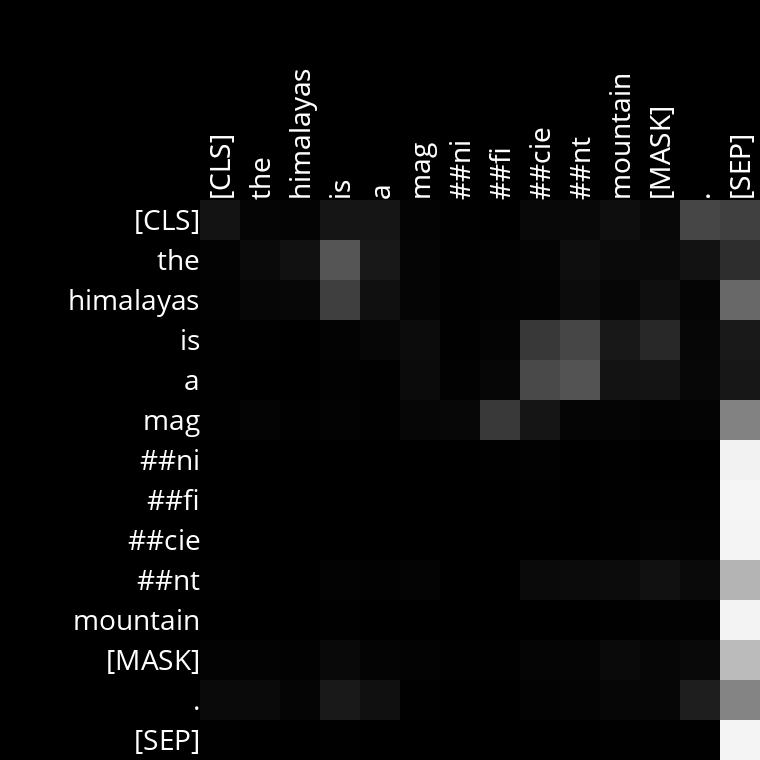 [CLS] the himalayas is a mag ##ni ##fi ##cie ##nt mountain [MASK] . [SEP]
[CLS]
the
himalayas
is
a
mag
##ni
##fi
##cie
##nt
mountain
[MASK]
.
[SEP]